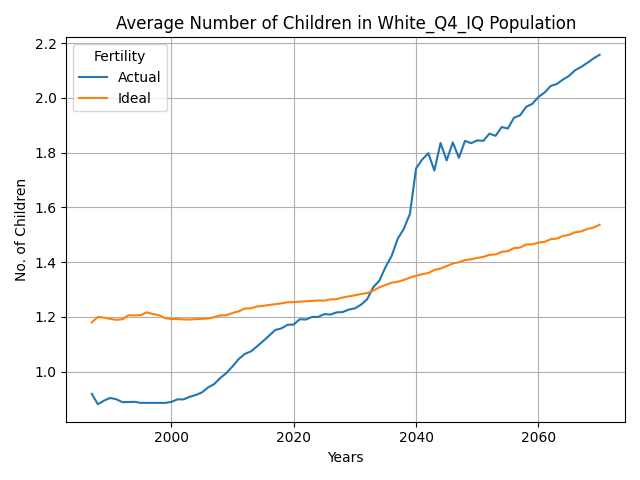 Average Number of Children in White_Q4_IQ Population
2.2
2.0
1.8
1.6
1.4
1.2
1.0
No. of Children
Fertility
Actual
Ideal
2000
2020
2040
2060
Years